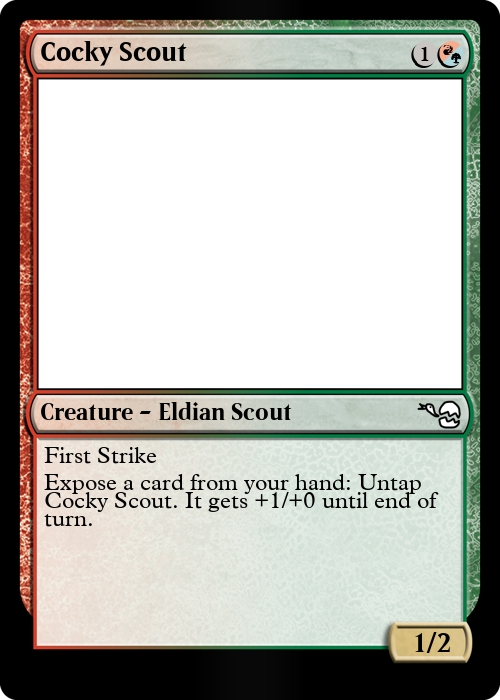 Cocky Scout 1
Creature – Eldian Scout
First Strike
Expose a card from your hand: Untap
Cocky Scout. It gets +1/+0 until end of
turn.
1/2